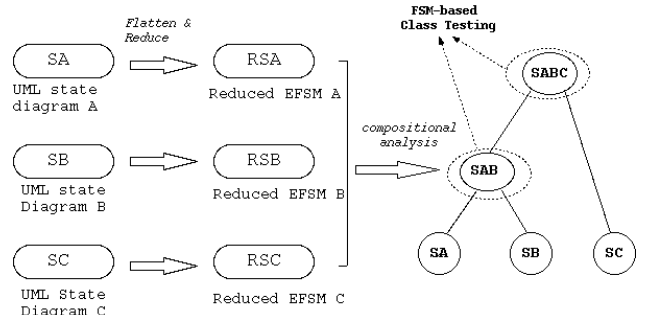 Flatten &
Reduce
FSM-based
Class Testing
SA
RSA
SABC
UML state
diagram A
Reduced EFSM A
compositional
analysis
SB
RSB
SAB
UML state
Diagram B
Reduced EFSM B
SA
SB
SC
SC
RSC
UML State
Diagram C
Reduced EFSM C